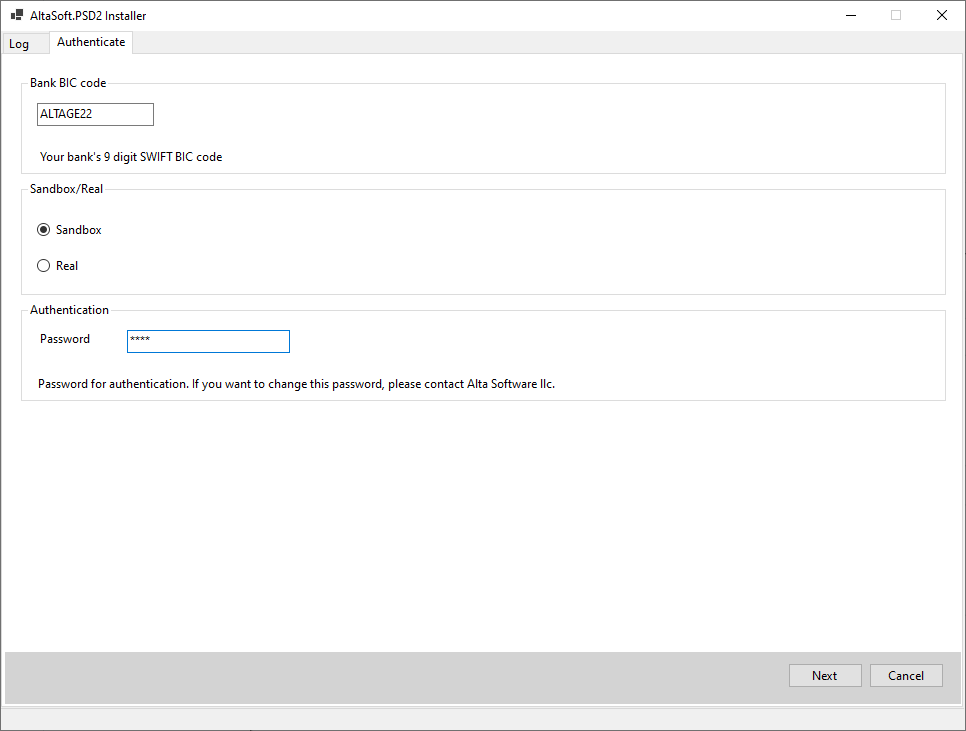 AltaSoft.PSD2 Installer
Log
Authenticate
Bank BIC code
ALTAGE22
Your bank's 9 digit SWIFT BIC code
Sandbox/Real
Sandbox
Real
Authentication
Password
****
Password for authentication. If you want to change this password, please contact Alta Software llc.
Next
Cancel